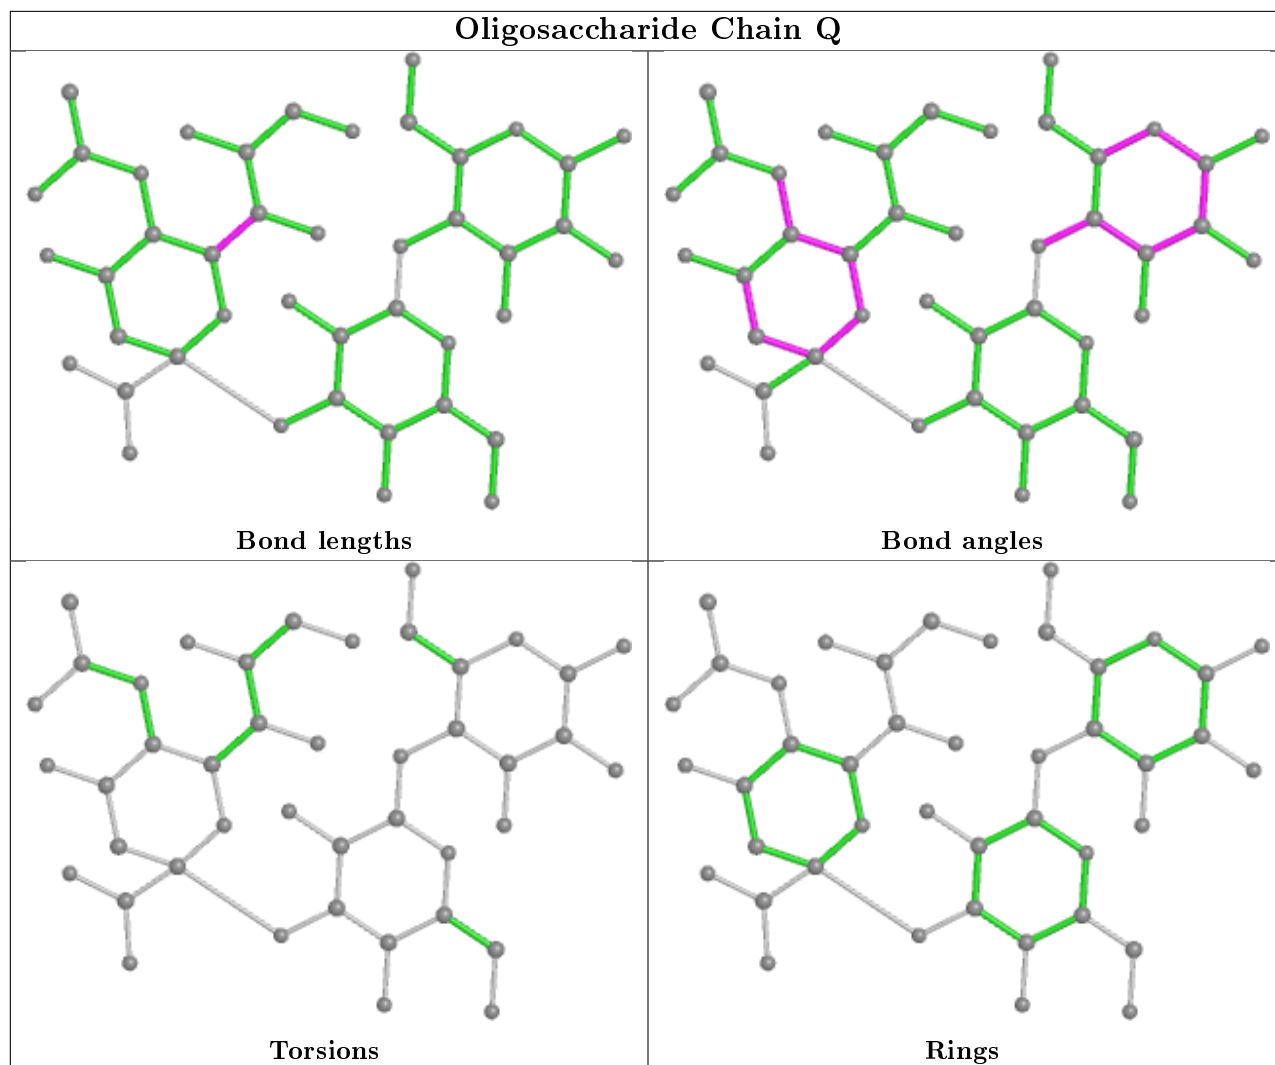 Oligosaccharide Chain Q
Bond lengths
Bond angles
Torsions
Rings